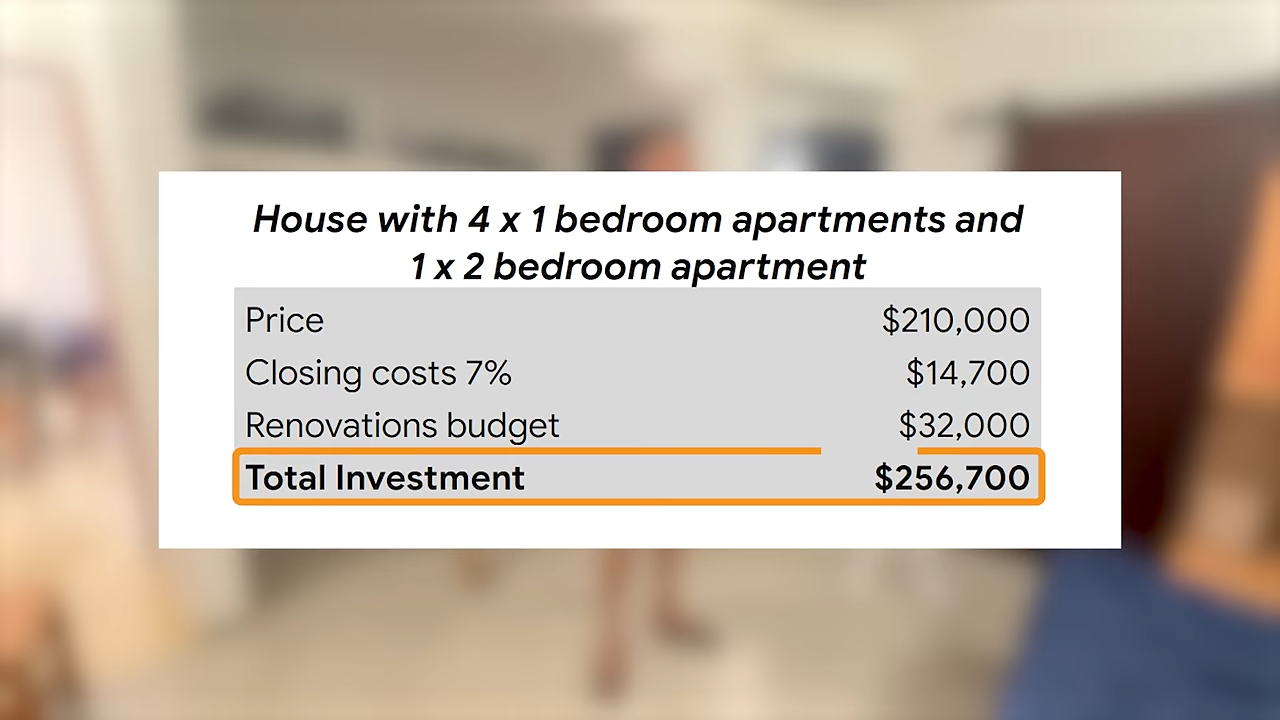 House with 4 x 1 bedroom apartments and
1 x 2 bedroom apartment
Price $210,000
Closing costs 7% $14,700
Renovations budget $32,000
Total Investment $256,700